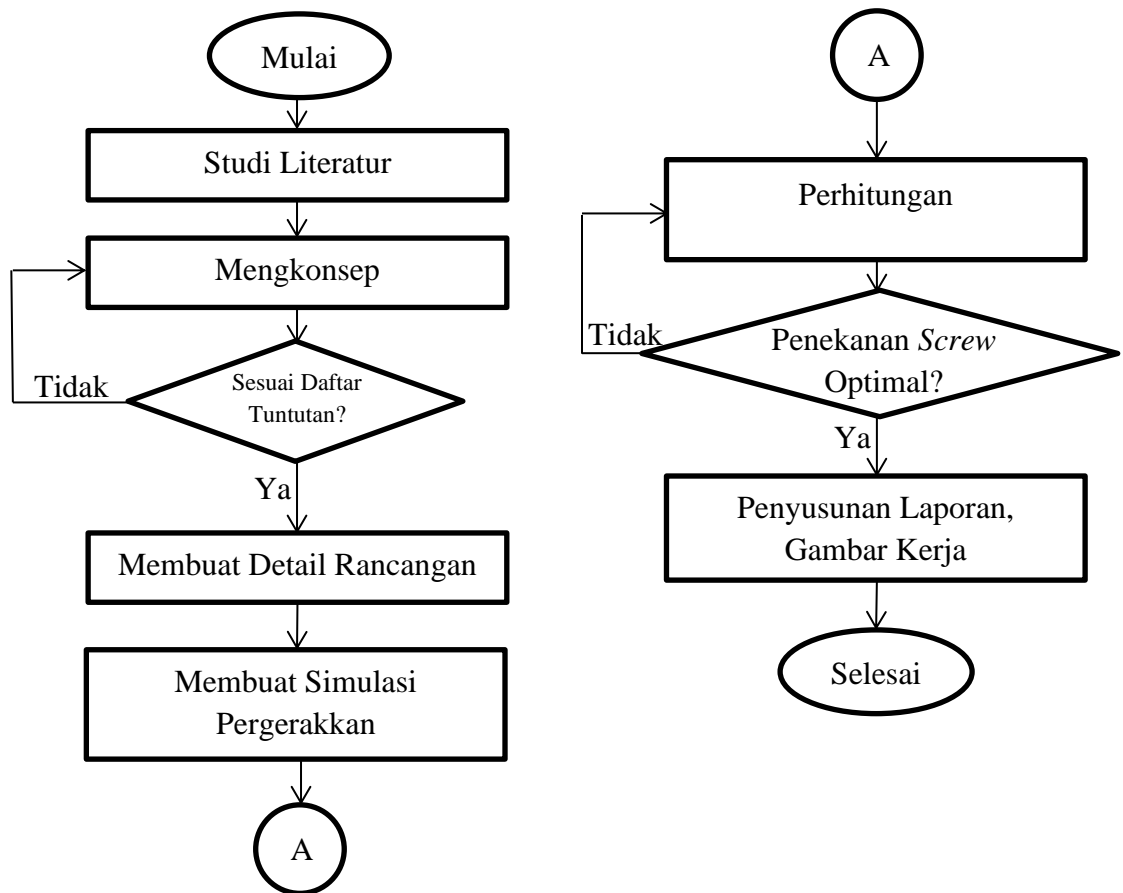 Mulai
Studi Literatur
Mengkonsep
Tidak
Sesuai Daftar
Tuntutan?
Ya
Membuat Detail Rancangan
Membuat Simulasi
Pergerakkan
A
A
Perhitungan
Tidak
Penekanan Screw
Optimal?
Ya
Penyusunan Laporan,
Gambar Kerja
Selesai